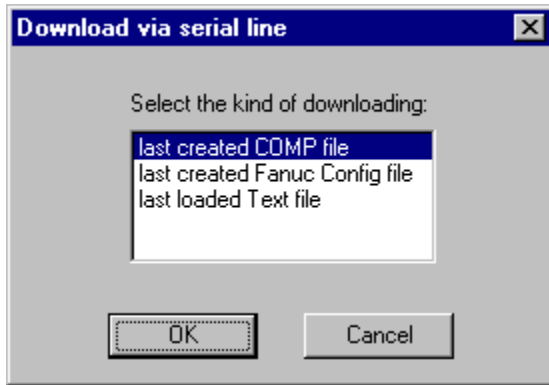 Download via serial line
Select the kind of downloading:
last created COMP file
last created Fanuc Config file
last loaded Text file
OK
Cancel